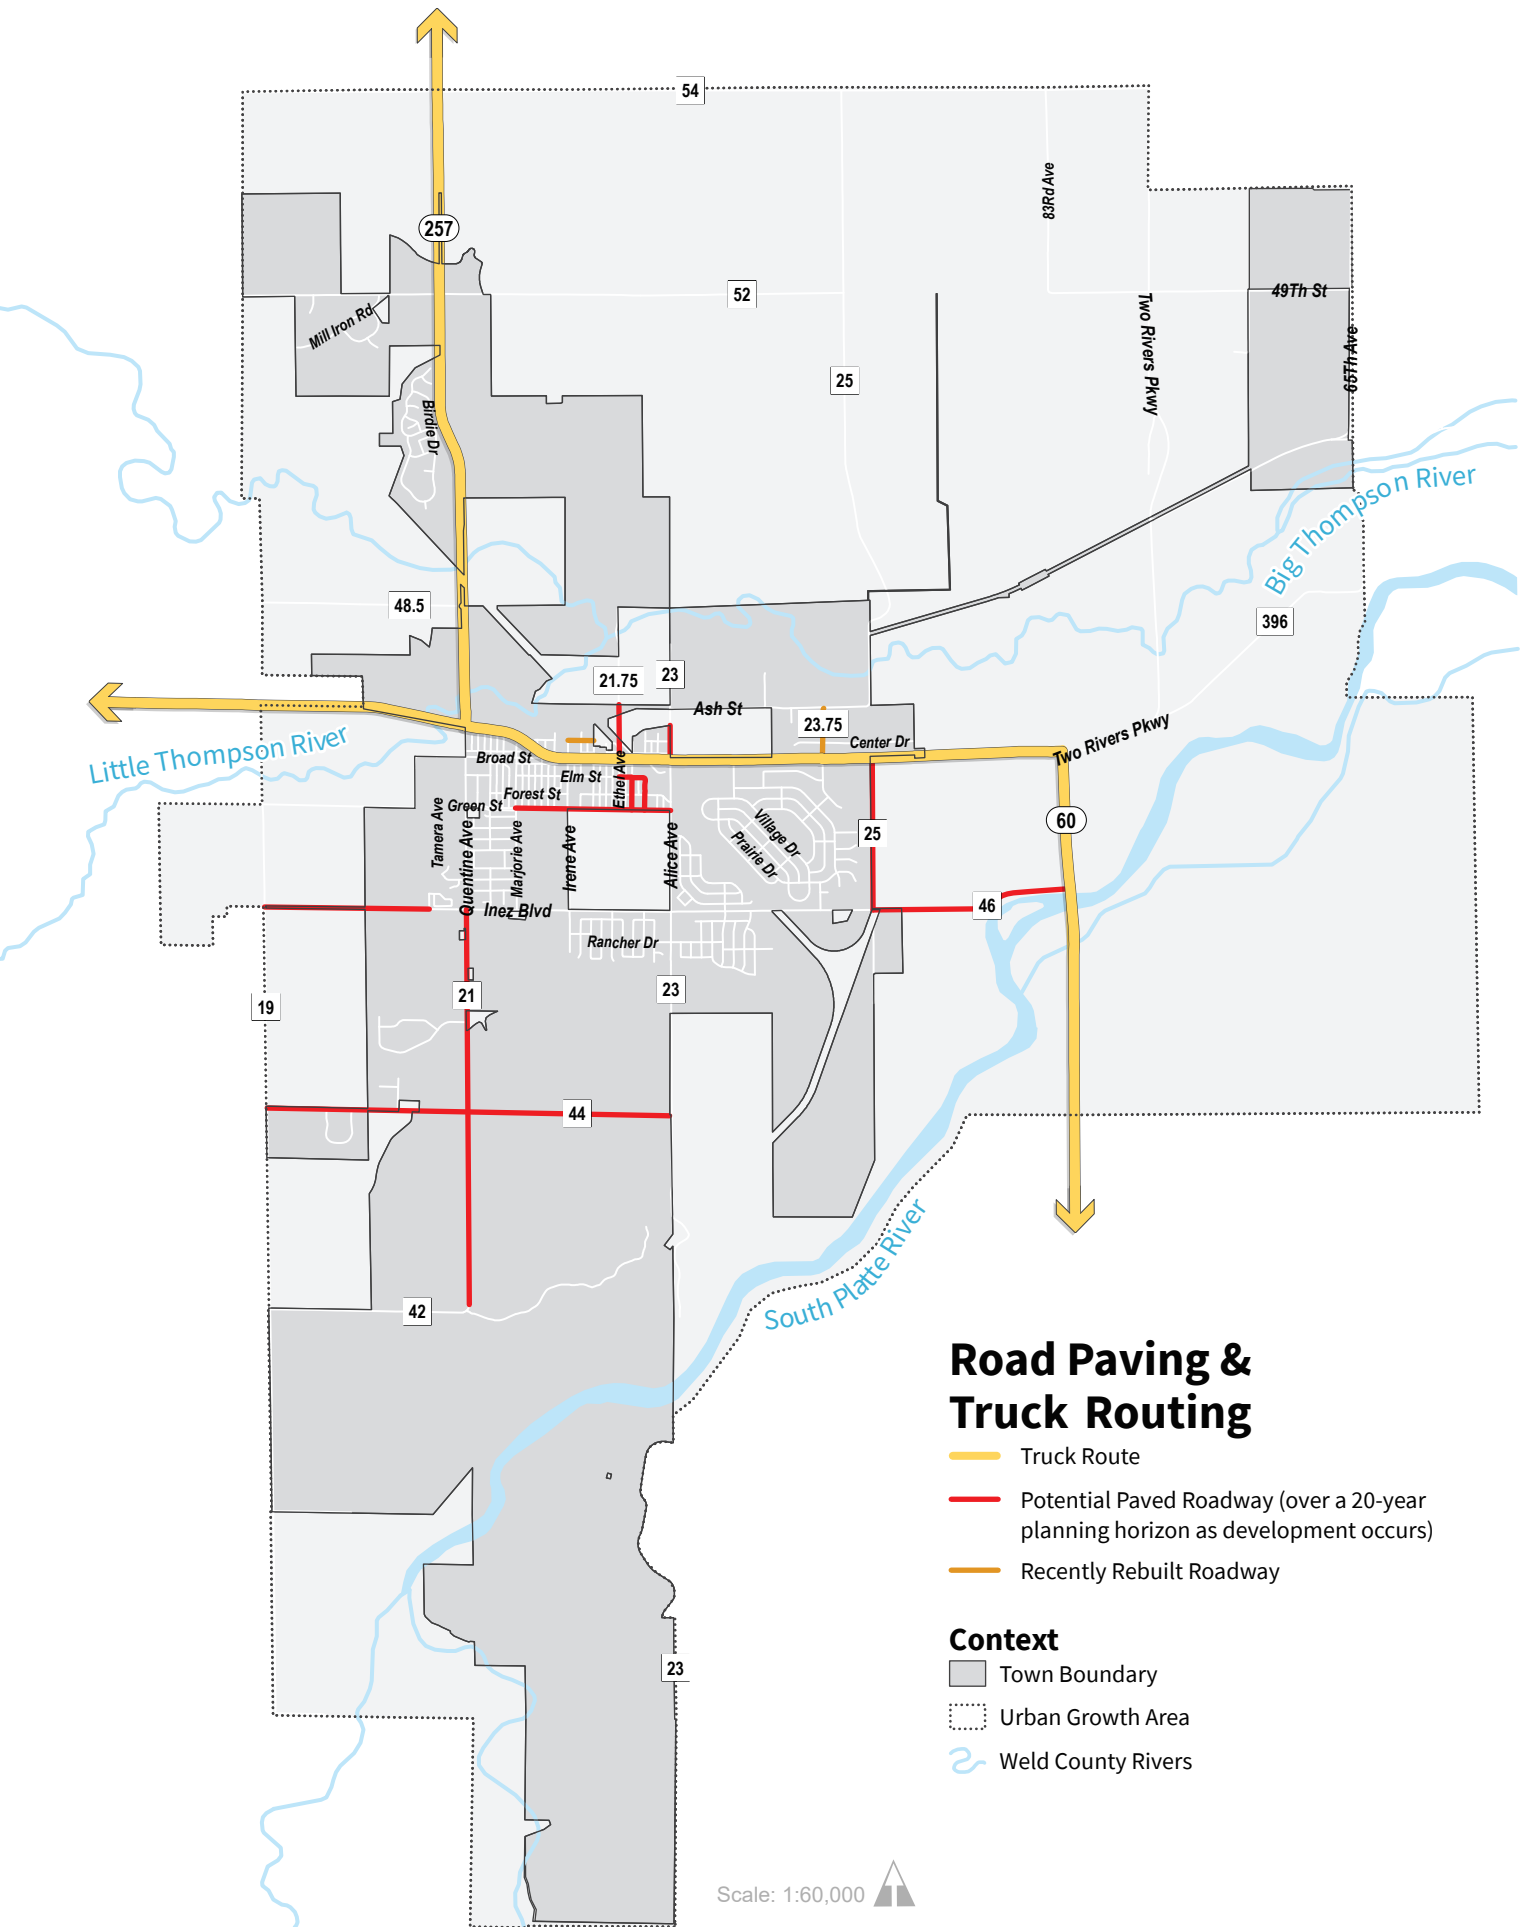 54
83Rd Ave
257
52
49Th St
Mill Iron Rd
Two Rivers Pkwy
65Th Ave
25
Birdie Dr
Big Thompson River
48.5
396
21.75
23
Ash St
23.75
Center Dr
Two Rivers Pkwy
Little Thompson River
Broad St
Elm St
Ethel Ave
Forest St
Green St
Tamera Ave
Quentine Ave
Marjorie Ave
Irene Ave
Alice Ave
Village Dr
Prairie Dr
25
60
Inez Blvd
46
Rancher Dr
19
21
23
44
South Platte River
42
Road Paving &
Truck Routing
Truck Route
Potential Paved Roadway (over a 20-year
planning horizon as development occurs)
Recently Rebuilt Roadway
Context
Town Boundary
Urban Growth Area
Weld County Rivers
23
Scale: 1:60,000